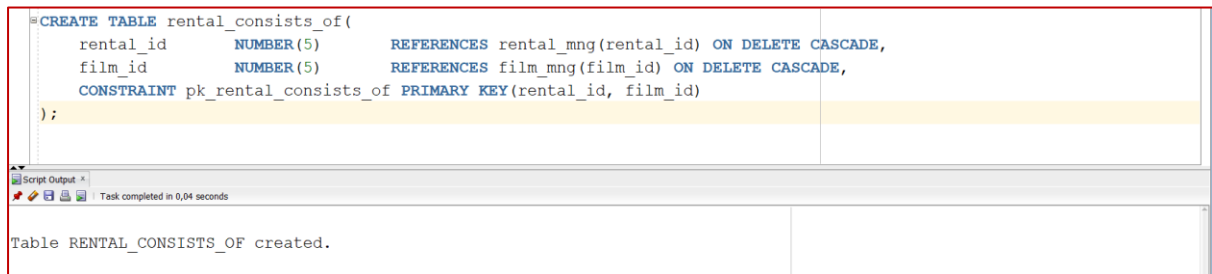 CREATE TABLE rental_consists_of(
rental_id NUMBER(5) REFERENCES rental_mng(rental_id) ON DELETE CASCADE,
film_id NUMBER(5) REFERENCES film_mng(film_id) ON DELETE CASCADE,
CONSTRAINT pk_rental_consists_of PRIMARY KEY(rental_id, film_id)
);
Script Output ×
Task completed in 0,04 seconds
Table RENTAL_CONSISTS_OF created.